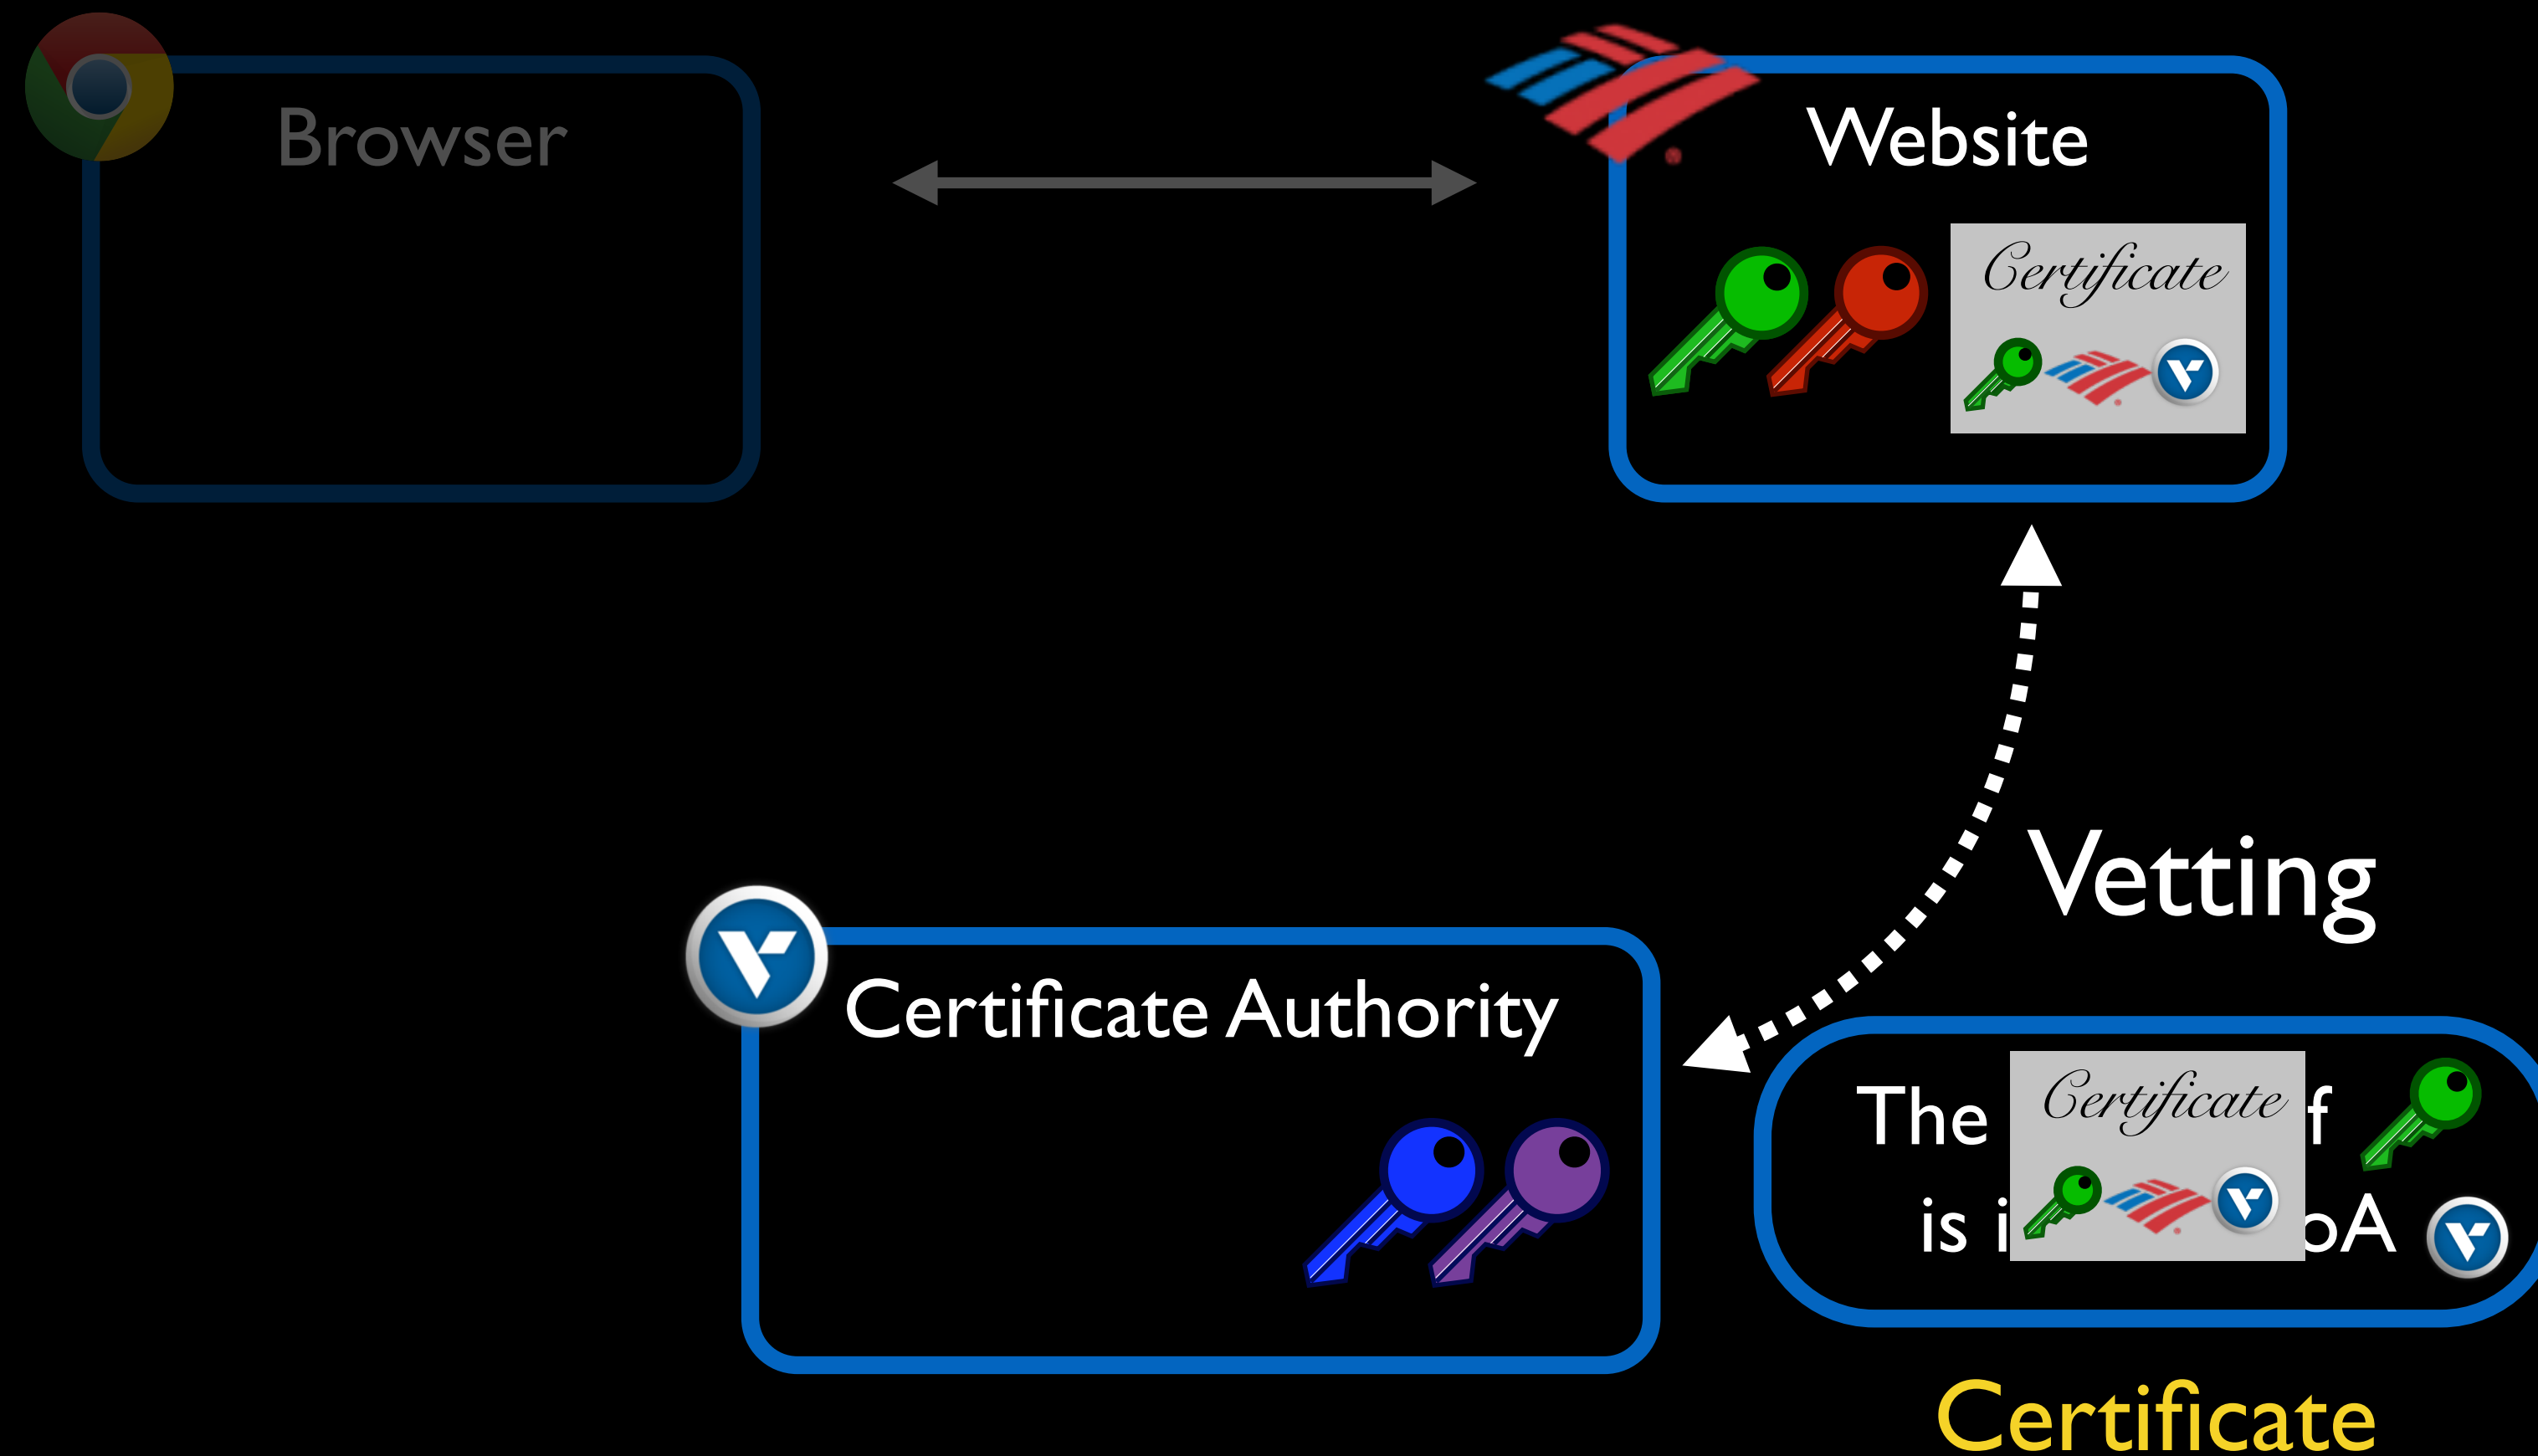 Browser
Website
Certificate
Vetting
Certificate Authority
The Certificate f
is i oA
Certificate